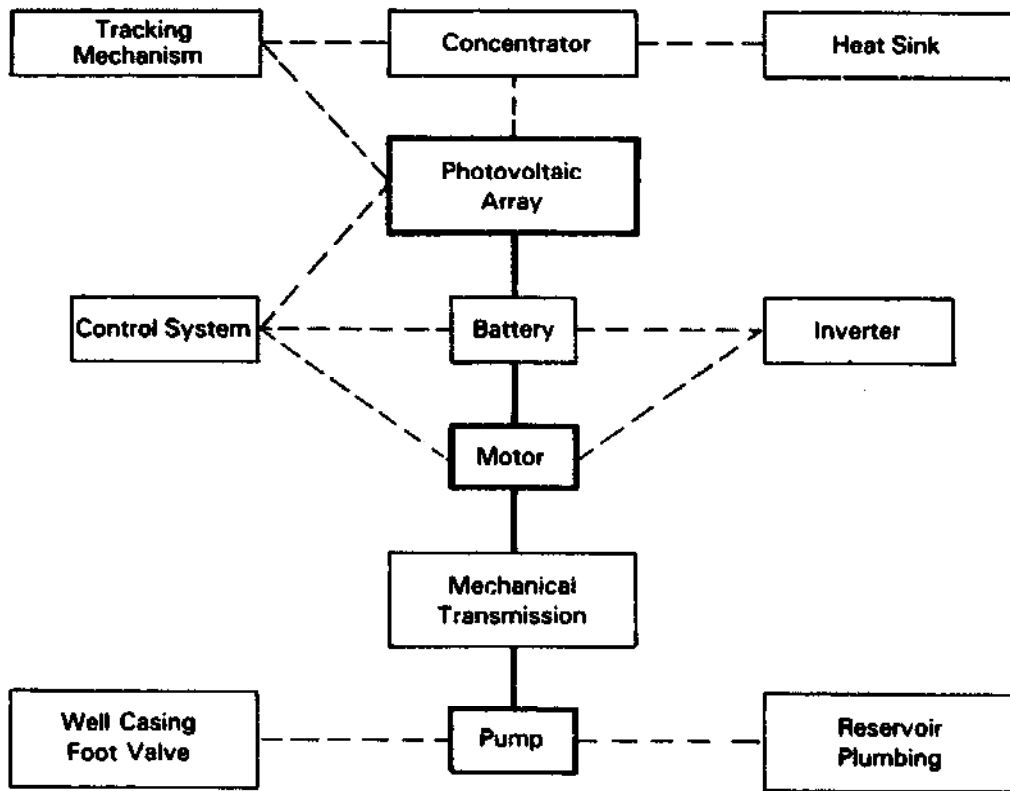 Tracking
Mechanism
Concentrator
Heat Sink
Photovoltaic
Array
Control System
Battery
Inverter
Motor
Mechanical
Transmission
Well Casing
Foot Valve
Pump
Reservoir
Plumbing